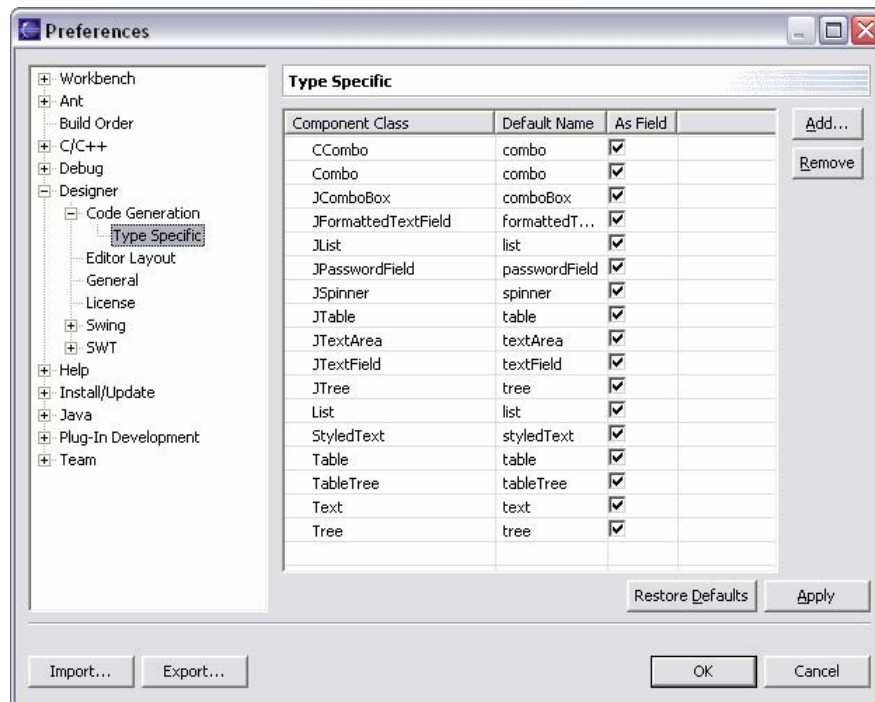 Preferences
Workbench
Ant
Build Order
C/C++
Debug
Designer
Code Generation
Type Specific
Editor Layout
General
License
Swing
SWT
Help
Install/Update
Java
Plug-In Development
Team
Type Specific
Component Class Default Name As Field
CCombo combo
Combo combo
JComboBox comboBox
JFormattedTextField formattedT...
JList list
JPasswordField passwordField
JSpinner spinner
JTable table
JTextArea textArea
JTextField textField
JTree tree
List list
StyledText styledText
Table table
TableTree tableTree
Text text
Tree tree
Add...
Remove
Restore Defaults Apply
Import... Export... OK Cancel